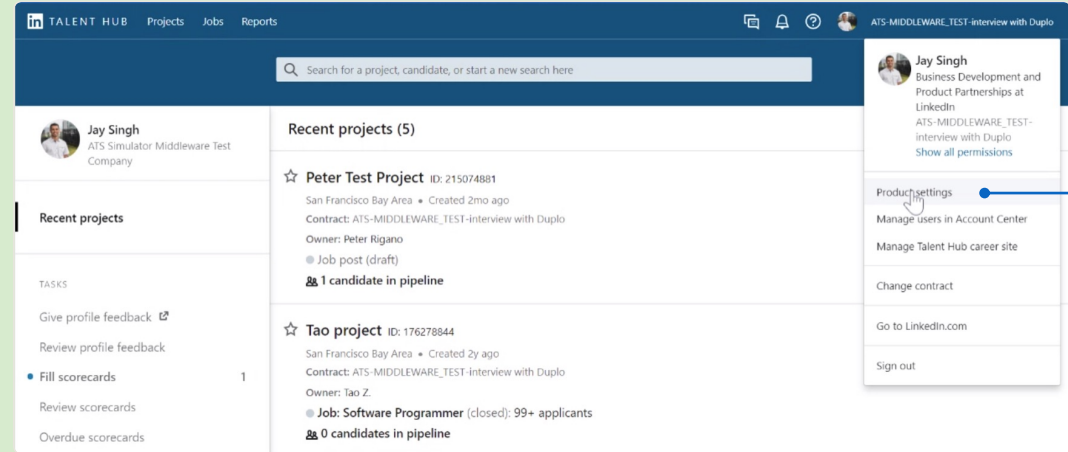 in TALENT HUB Projects Jobs Reports
ATS-MIDDLEWARE_TEST-interview with Duplo
Search for a project, candidate, or start a new search here
Jay Singh
Business Development and
Product Partnerships at
LinkedIn
ATS-MIDDLEWARE_TEST-
interview with Duplo
Show all permissions
Product settings
Manage users in Account Center
Manage Talent Hub career site
Change contract
Go to LinkedIn.com
Sign out
Jay Singh
ATS Simulator Middleware Test
Company
Recent projects
TASKS
Give profile feedback
Review profile feedback
Fill scorecards 1
Review scorecards
Overdue scorecards
Recent projects (5)
Peter Test Project ID: 215074881
San Francisco Bay Area • Created 2mo ago
Contract: ATS-MIDDLEWARE_TEST-interview with Duplo
Owner: Peter Rigano
Job post (draft)
1 candidate in pipeline
Tao project ID: 176278844
San Francisco Bay Area • Created 2y ago
Contract: ATS-MIDDLEWARE_TEST-interview with Duplo
Owner: Tao Z.
Job: Software Programmer (closed): 99+ applicants
0 candidates in pipeline